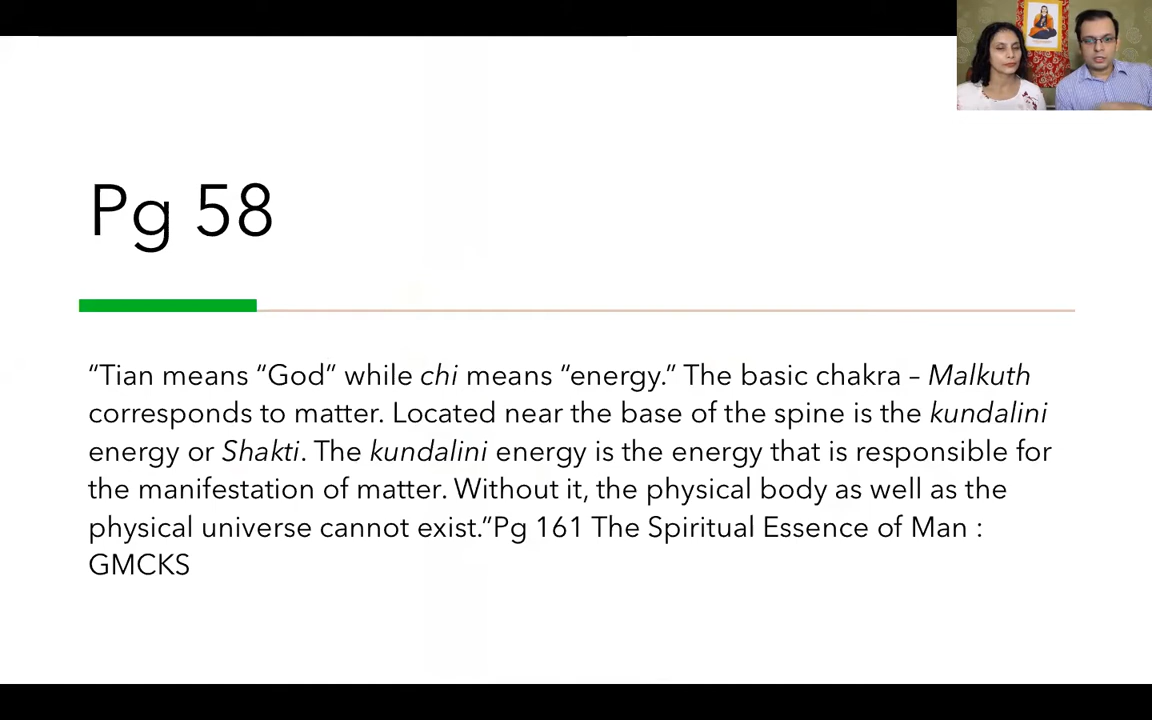 Pg 58
“Tian means “God” while chi means “energy.” The basic chakra – Malkuth
corresponds to matter. Located near the base of the spine is the kundalini
energy or Shakti. The kundalini energy is the energy that is responsible for
the manifestation of matter. Without it, the physical body as well as the
physical universe cannot exist.”Pg 161 The Spiritual Essence of Man :
GMCKS